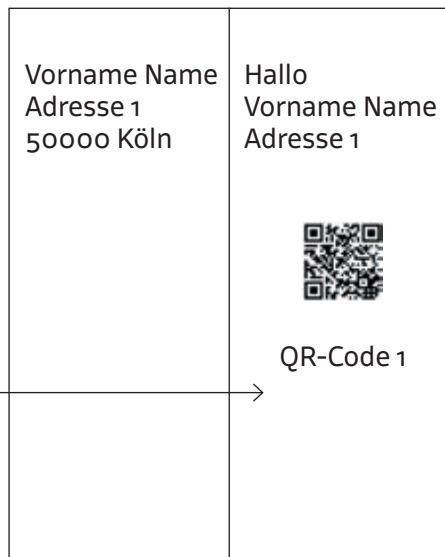 Vorname Name
Adresse 1
50000 Köln
Hallo
Vorname Name
Adresse 1
QR-Code 1